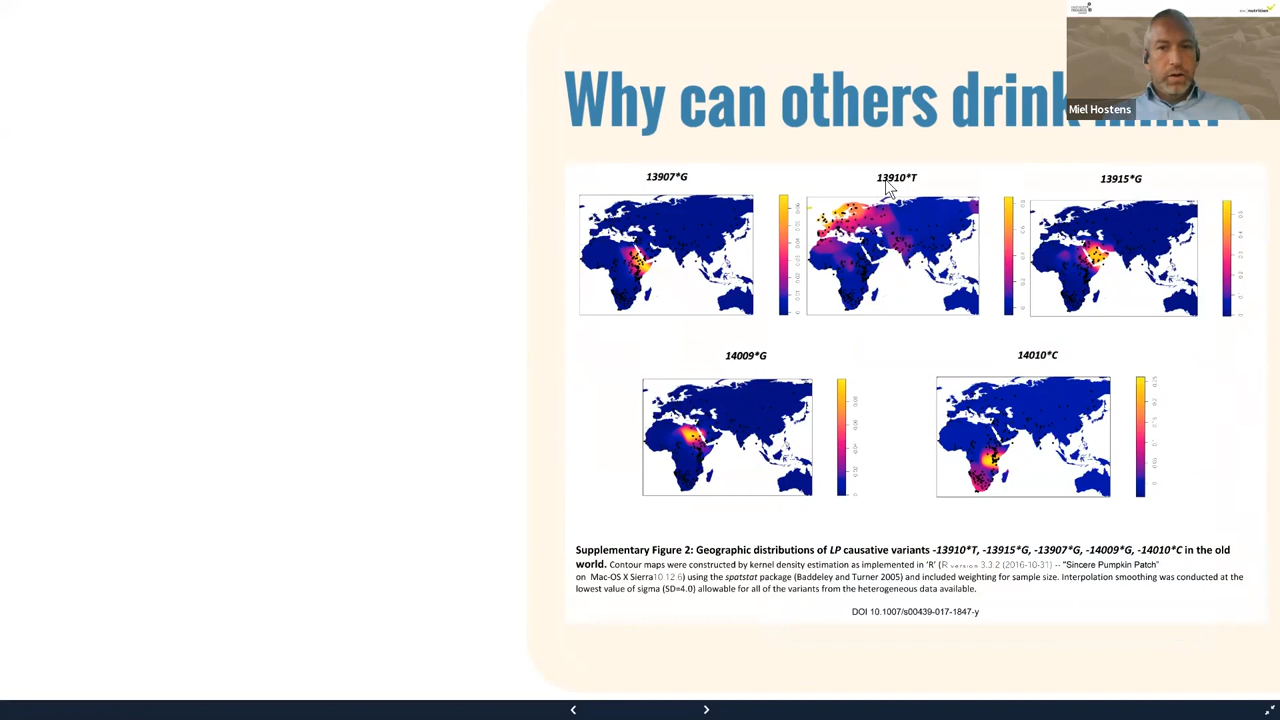 Why can others drink
Miel Hostens
13907*G
13910*T
13915*G
14009*G
14010*C
Supplementary Figure 2: Geographic distributions of LP causative variants -13910*T, -13915*G, -13907*G, -14009*G, -14010*C in the old
world. Contour maps were constructed by kernel density estimation as implemented in 'R' (R version 3.3.2 (2016-10-31) -- "Sincere Pumpkin Patch"
on Mac-OS X Sierra10 12 6) using the spatstat package (Baddeley and Turner 2005) and included weighting for sample size. Interpolation smoothing was conducted at the
lowest value of sigma (SD=4.0) allowable for all of the variants from the heterogeneous data available.
DOI 10.1007/s00439-017-1847-y